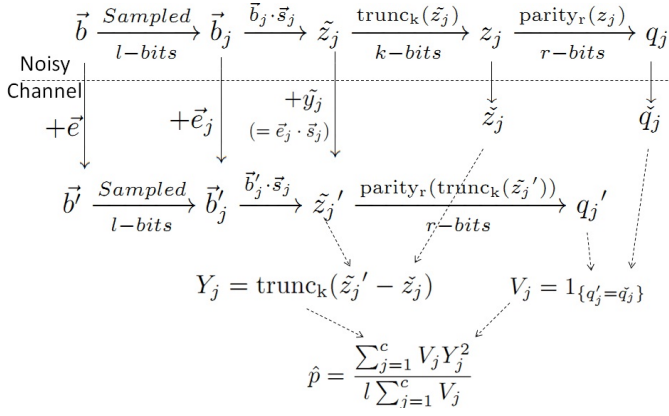 b⃗ —Sampled / l−bits→ b⃗_j —b⃗_j·s⃗_j→ z̃_j —trunc_k(z̃_j) / k−bits→ z_j —parity_r(z_j) / r−bits→ q_j
Noisy
Channel
+e⃗ +e⃗_j +ỹ_j ž_j q̌_j
(= e⃗_j · s⃗_j)
b⃗′ —Sampled / l−bits→ b⃗′_j —b⃗′_j·s⃗_j→ z̃_j′ —parity_r(trunc_k(z̃_j′)) / r−bits→ q_j′
Y_j = trunc_k(z̃_j′ − ž_j) V_j = 1_{q′_j=q̌_j}
p̂ = ∑_{j=1}^{c} V_j Y_j^2 / l ∑_{j=1}^{c} V_j